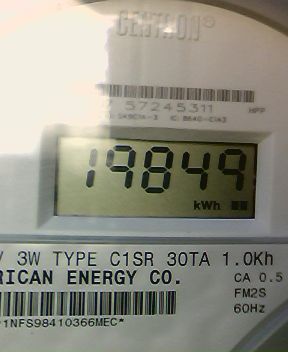 CENTRON®
57245311 HPP
19849
kWh
3W TYPE C1SR 30TA 1.0Kh
RICAN ENERGY CO. CA 0.5
FM2S
1NFS98410366MEC* 60Hz